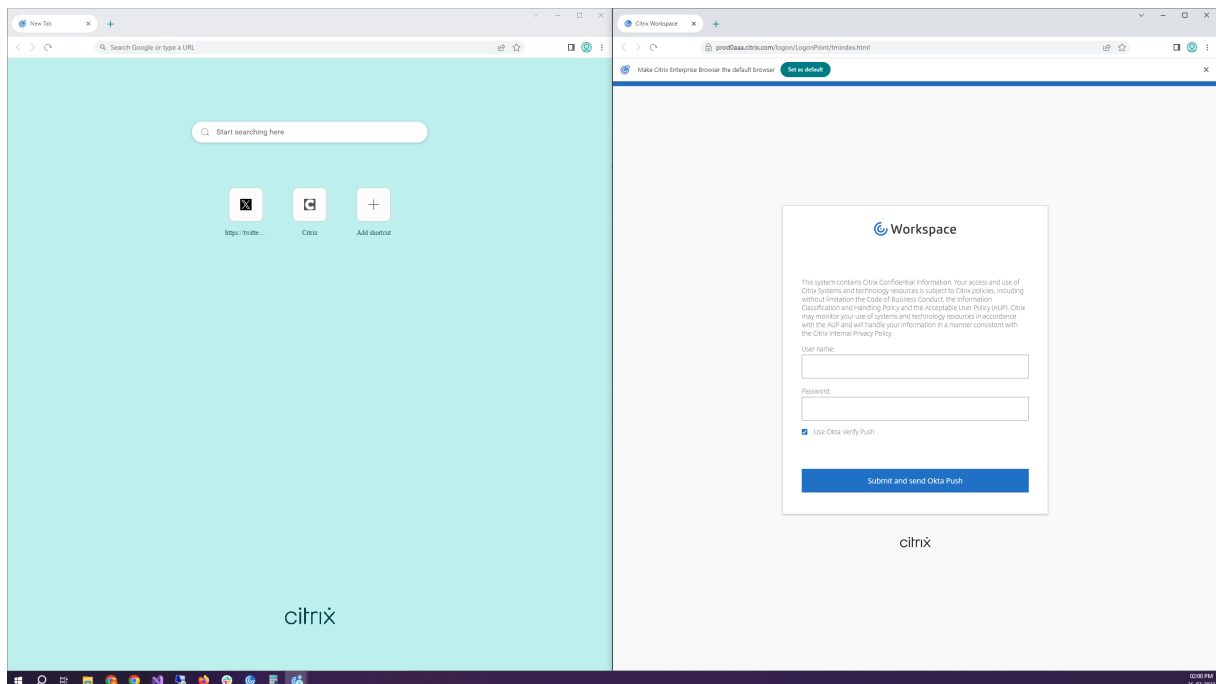 New Tab
Search Google or type a URL
Start searching here
https://twitte...
Citrix
Add shortcut
citrix
Citrix Workspace
prod0aaa.citrix.com/logon/LogonPoint/tmindex.html
Make Citrix Enterprise Browser the default browser
Set as default
Workspace
This system contains Citrix Confidential Information. Your access and use of
Citrix Systems and technology resources is subject to Citrix policies, including
without limitation the Code of Business Conduct, the Information
Classification and Handling Policy and the Acceptable User Policy (AUP). Citrix
may monitor your use of systems and technology resources in accordance
with the AUP and will handle your information in a manner consistent with
the Citrix Internal Privacy Policy.
User name:
Password:
Use Okta Verify Push
Submit and send Okta Push
citrix
02:00 PM